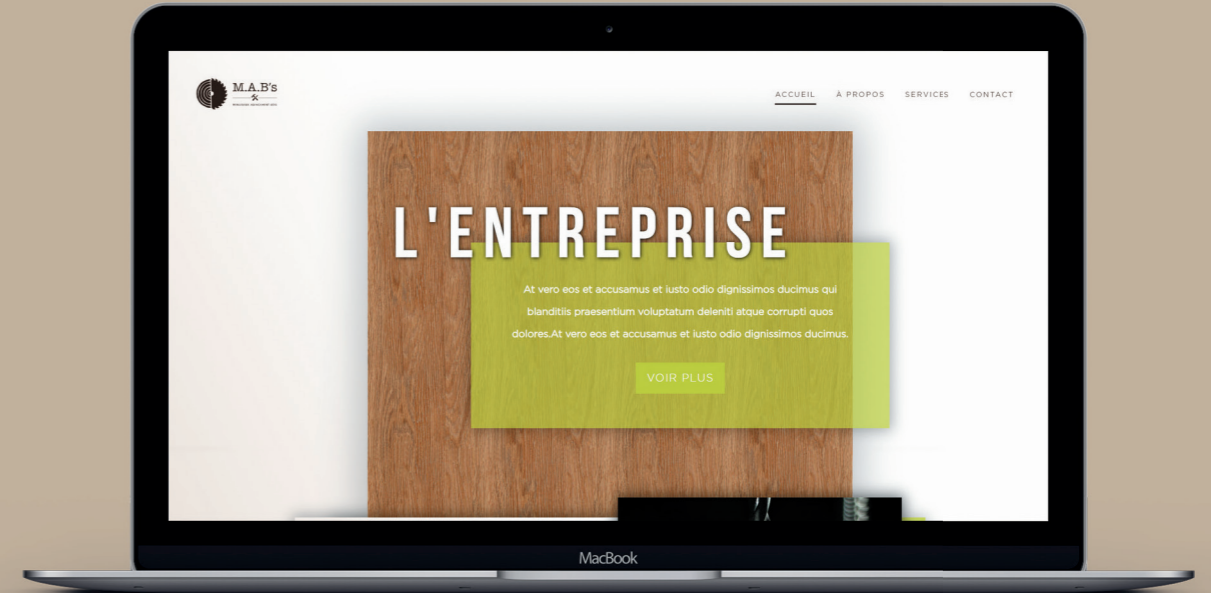 M.A.B's
ACCUEIL À PROPOS SERVICES CONTACT
L'ENTREPRISE
At vero eos et accusamus et iusto odio dignissimos ducimus qui
blanditiis praesentium voluptatum deleniti atque corrupti quos
dolores.At vero eos et accusamus et iusto odio dignissimos ducimus.
VOIR PLUS
MacBook